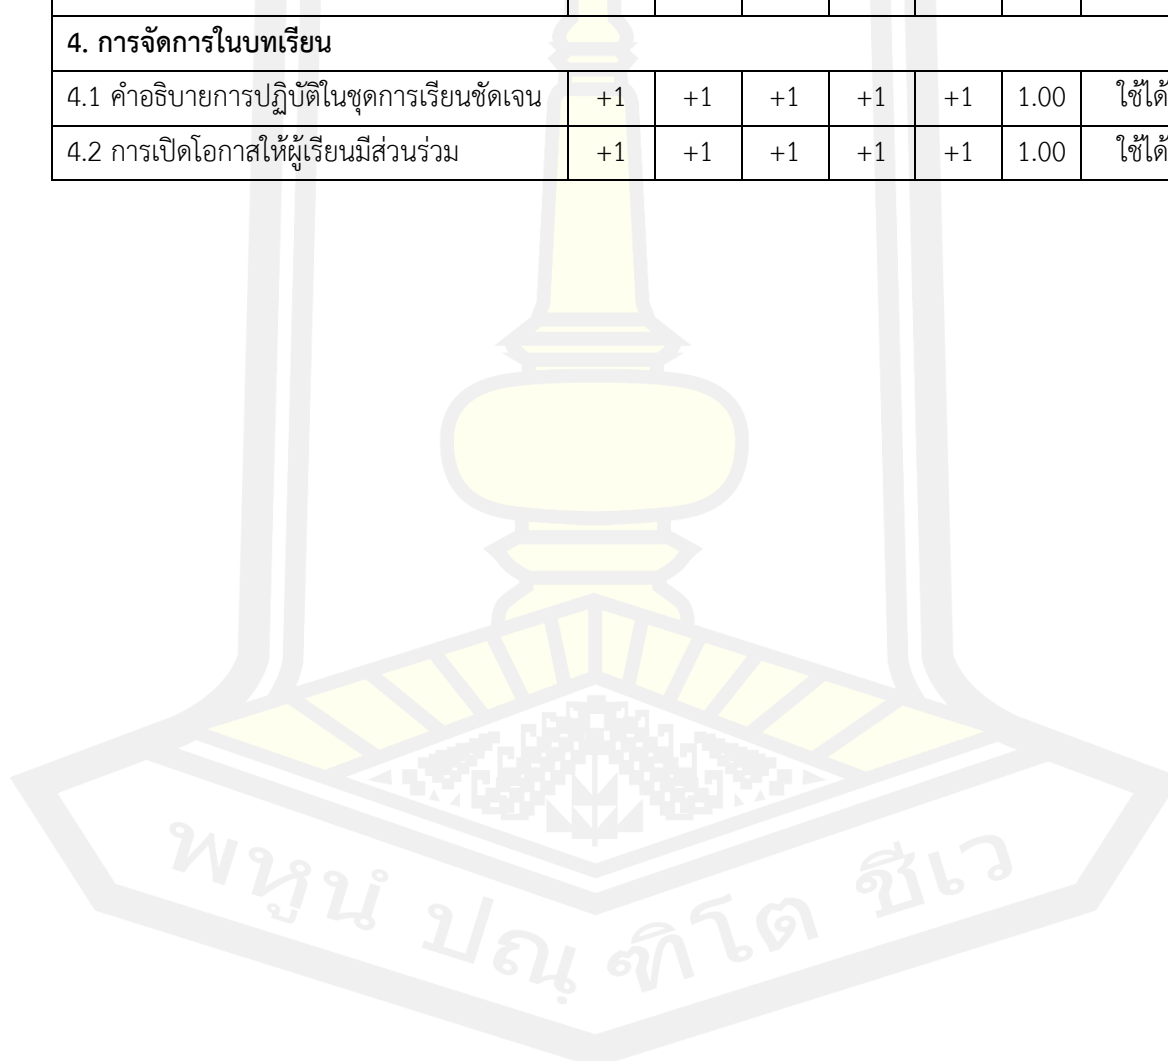 4. การจัดการในบทเรียน
4.1 คำอธิบายการปฏิบัติในชุดการเรียนชัดเจน +1 +1 +1 +1 +1 1.00 ใช้ได้
4.2 การเปิดโอกาสให้ผู้เรียนมีส่วนร่วม +1 +1 +1 +1 +1 1.00 ใช้ได้
พหูนํ ปณฺฑิโต ชีเว